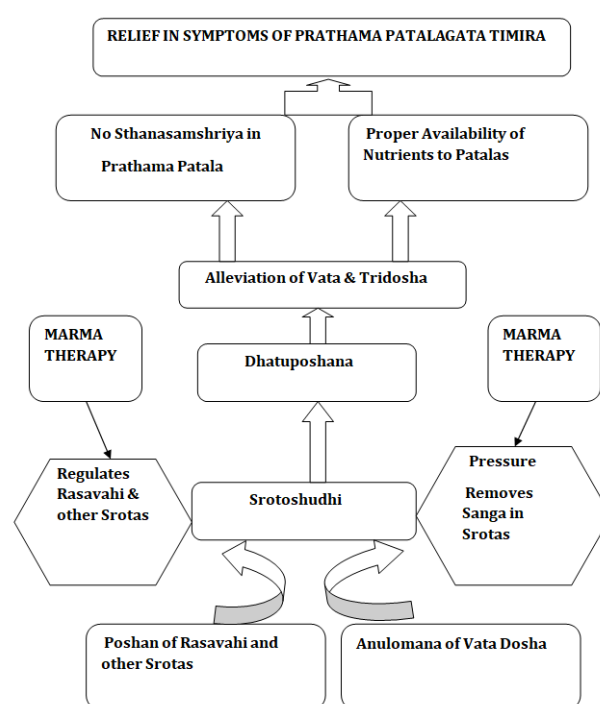 RELIEF IN SYMPTOMS OF PRATHAMA PATALAGATA TIMIRA
No Sthanasamshriya in
Prathama Patala
Proper Availability of
Nutrients to Patalas
Alleviation of Vata & Tridosha
MARMA
THERAPY
Dhatuposhana
MARMA
THERAPY
Regulates
Rasavahi &
other Srotas
Srotoshudhi
Pressure
Removes
Sanga in
Srotas
Poshan of Rasavahi and
other Srotas
Anulomana of Vata Dosha